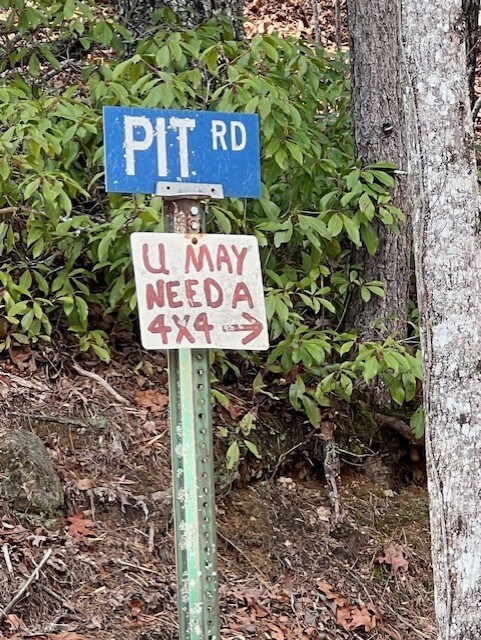 PIT RD
U MAY
NEED A
4X4 →